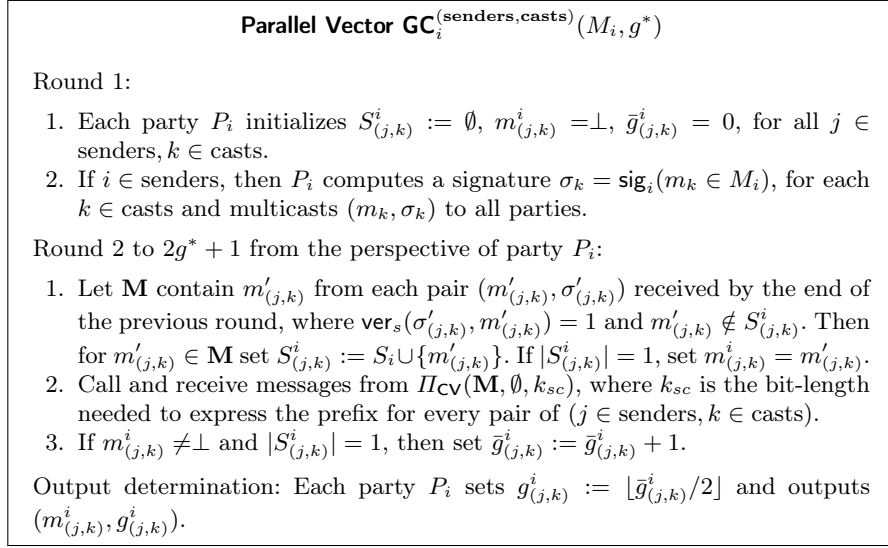 Parallel Vector GC_i^(senders,casts)(M_i, g*)
Round 1:
1. Each party P_i initializes S^i_(j,k) := ∅, m^i_(j,k) =⊥, ḡ^i_(j,k) = 0, for all j ∈
senders, k ∈ casts.
2. If i ∈ senders, then P_i computes a signature σ_k = sig_i(m_k ∈ M_i), for each
k ∈ casts and multicasts (m_k, σ_k) to all parties.
Round 2 to 2g* + 1 from the perspective of party P_i:
1. Let M contain m′_(j,k) from each pair (m′_(j,k), σ′_(j,k)) received by the end of
the previous round, where ver_s(σ′_(j,k), m′_(j,k)) = 1 and m′_(j,k) ∉ S^i_(j,k). Then
for m′_(j,k) ∈ M set S^i_(j,k) := S_i∪{m′_(j,k)}. If |S^i_(j,k)| = 1, set m^i_(j,k) = m′_(j,k).
2. Call and receive messages from Π_CV(M, ∅, k_sc), where k_sc is the bit-length
needed to express the prefix for every pair of (j ∈ senders, k ∈ casts).
3. If m^i_(j,k) ≠⊥ and |S^i_(j,k)| = 1, then set ḡ^i_(j,k) := ḡ^i_(j,k) + 1.
Output determination: Each party P_i sets g^i_(j,k) := ⌊ḡ^i_(j,k)/2⌋ and outputs
(m^i_(j,k), g^i_(j,k)).